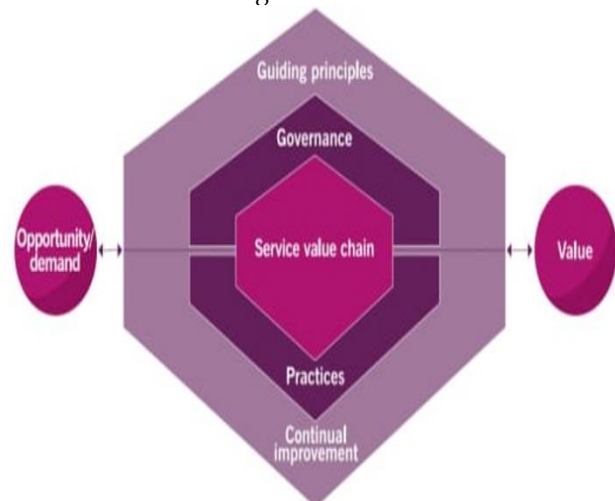 Guiding principles
Governance
Opportunity/
demand
Service value chain
Value
Practices
Continual
improvement